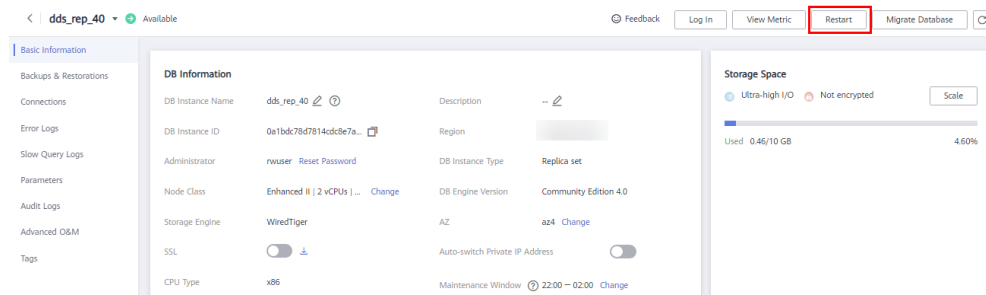 dds_rep_40 Available Feedback Log In View Metric Restart Migrate Database
Basic Information
Backups & Restorations
Connections
Error Logs
Slow Query Logs
Parameters
Audit Logs
Advanced O&M
Tags
DB Information
DB Instance Name dds_rep_40 Description --
DB Instance ID 0a1bdc78d7814cdc8e7a... Region
Administrator rwuser Reset Password DB Instance Type Replica set
Node Class Enhanced II | 2 vCPUs | ... Change DB Engine Version Community Edition 4.0
Storage Engine WiredTiger AZ az4 Change
SSL Auto-switch Private IP Address
CPU Type x86 Maintenance Window 22:00 — 02:00 Change
Storage Space
Ultra-high I/O Not encrypted Scale
Used 0.46/10 GB 4.60%